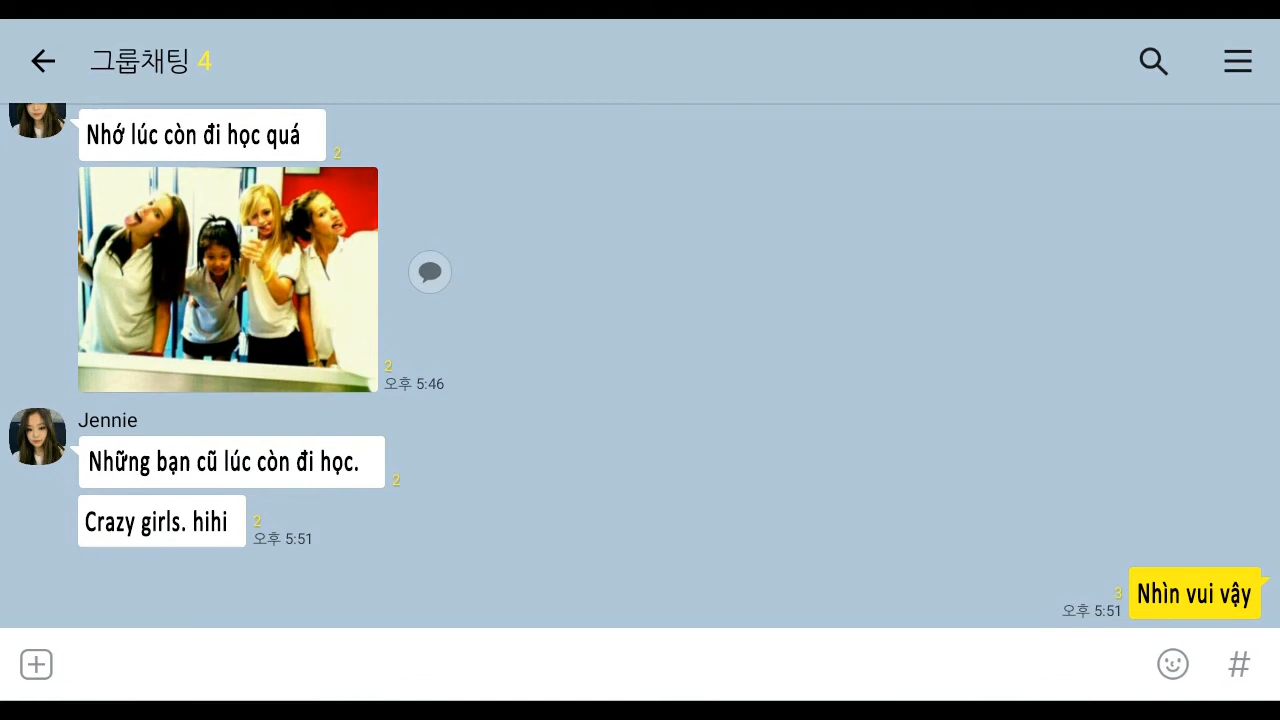 그룹채팅 4
Nhớ lúc còn đi học quá
2
2
오후 5:46
Jennie
Những bạn cũ lúc còn đi học.
2
Crazy girls. hihi
2
오후 5:51
3
오후 5:51
Nhìn vui vậy
#